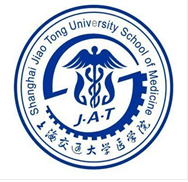 Shanghai Jiao Tong University School of Medicine
J·A·T
上海交通大学医学院